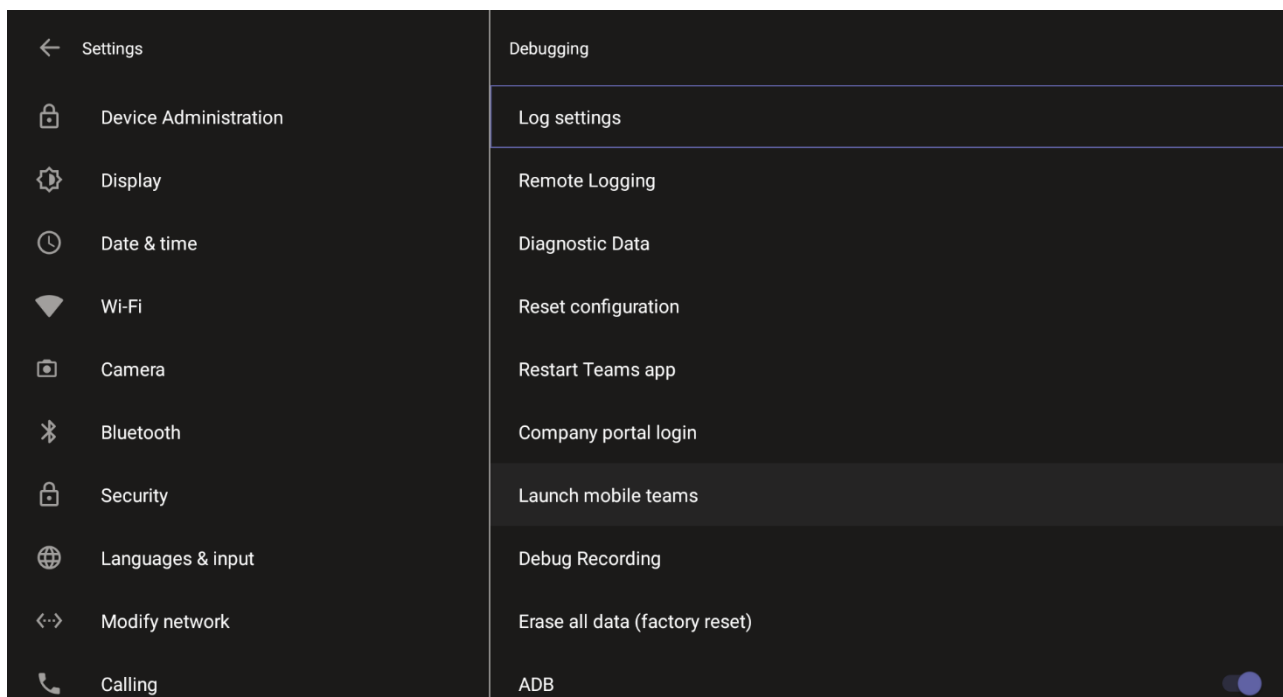 Settings
Device Administration
Display
Date & time
Wi-Fi
Camera
Bluetooth
Security
Languages & input
Modify network
Calling
Debugging
Log settings
Remote Logging
Diagnostic Data
Reset configuration
Restart Teams app
Company portal login
Launch mobile teams
Debug Recording
Erase all data (factory reset)
ADB